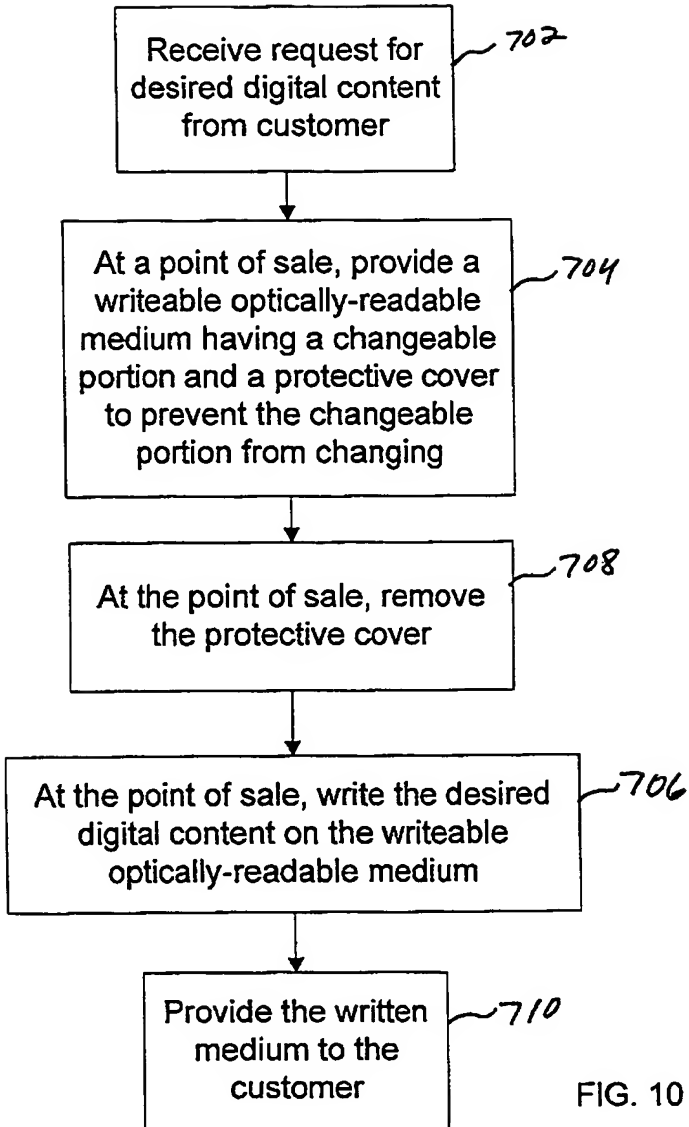 Receive request for
desired digital content
from customer
702
At a point of sale, provide a
writeable optically-readable
medium having a changeable
portion and a protective cover
to prevent the changeable
portion from changing
704
At the point of sale, remove
the protective cover
708
At the point of sale, write the desired
digital content on the writeable
optically-readable medium
706
Provide the written
medium to the
customer
710
FIG. 10